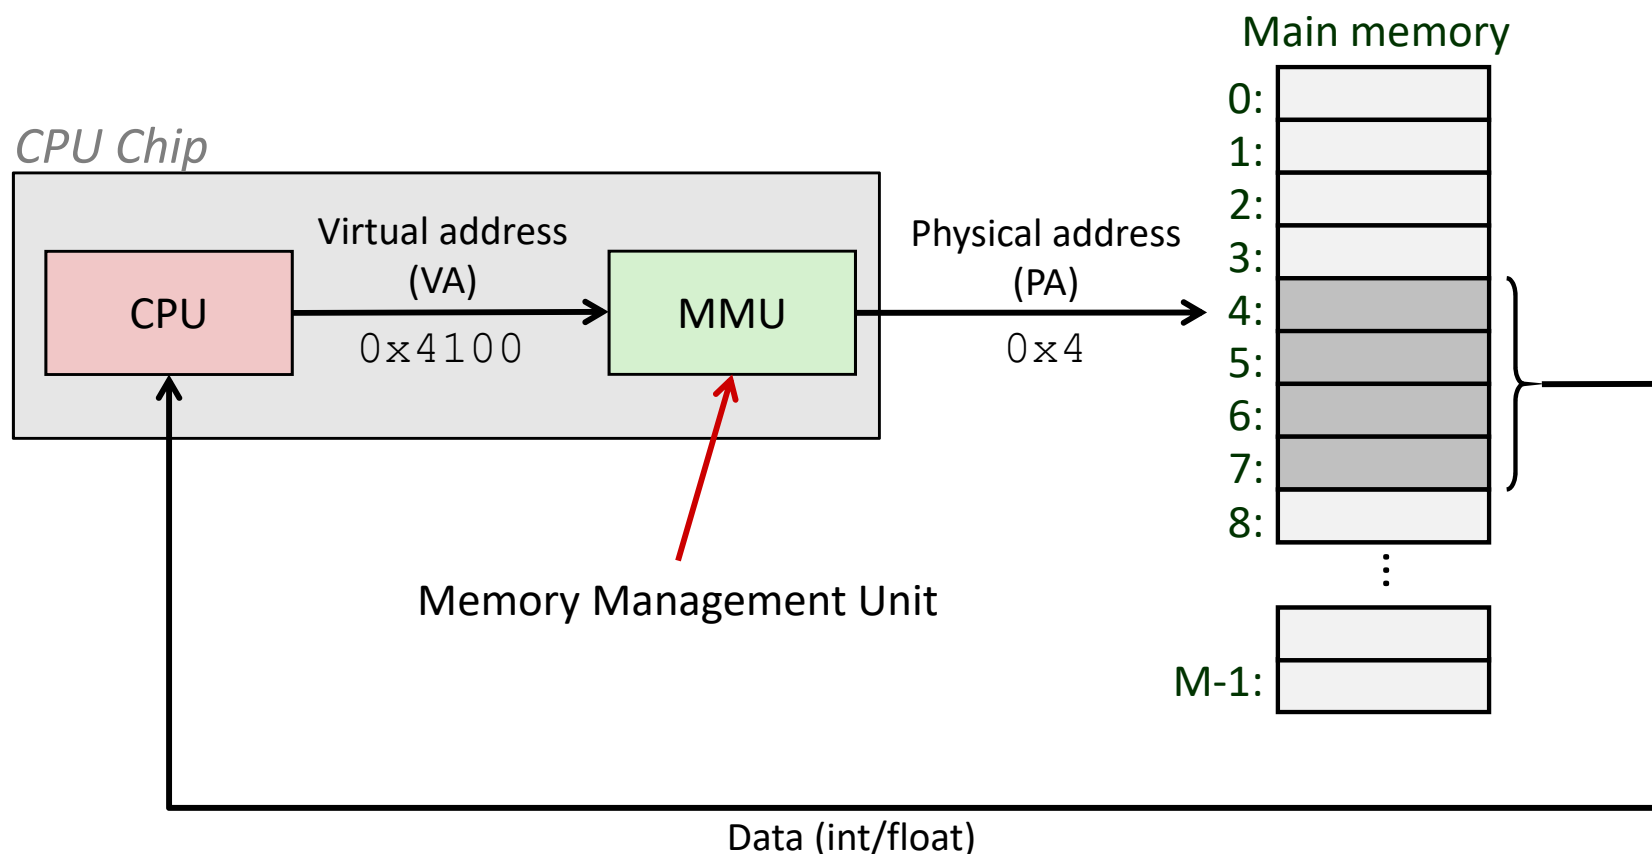 Main memory
0:
CPU Chip
1:
2:
Virtual address
(VA)
Physical address
(PA)
3:
CPU
MMU
4:
0x4100
0x4
5:
6:
7:
8:
⋮
Memory Management Unit
M-1:
Data (int/float)